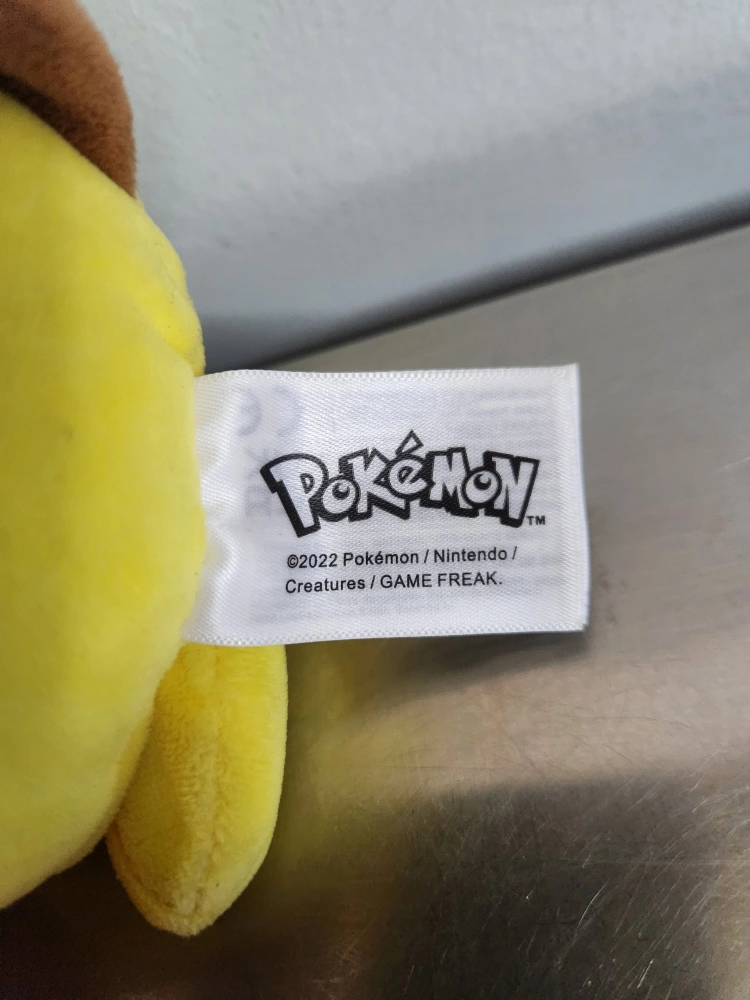 POKéMON™
©2022 Pokémon / Nintendo /
Creatures / GAME FREAK.